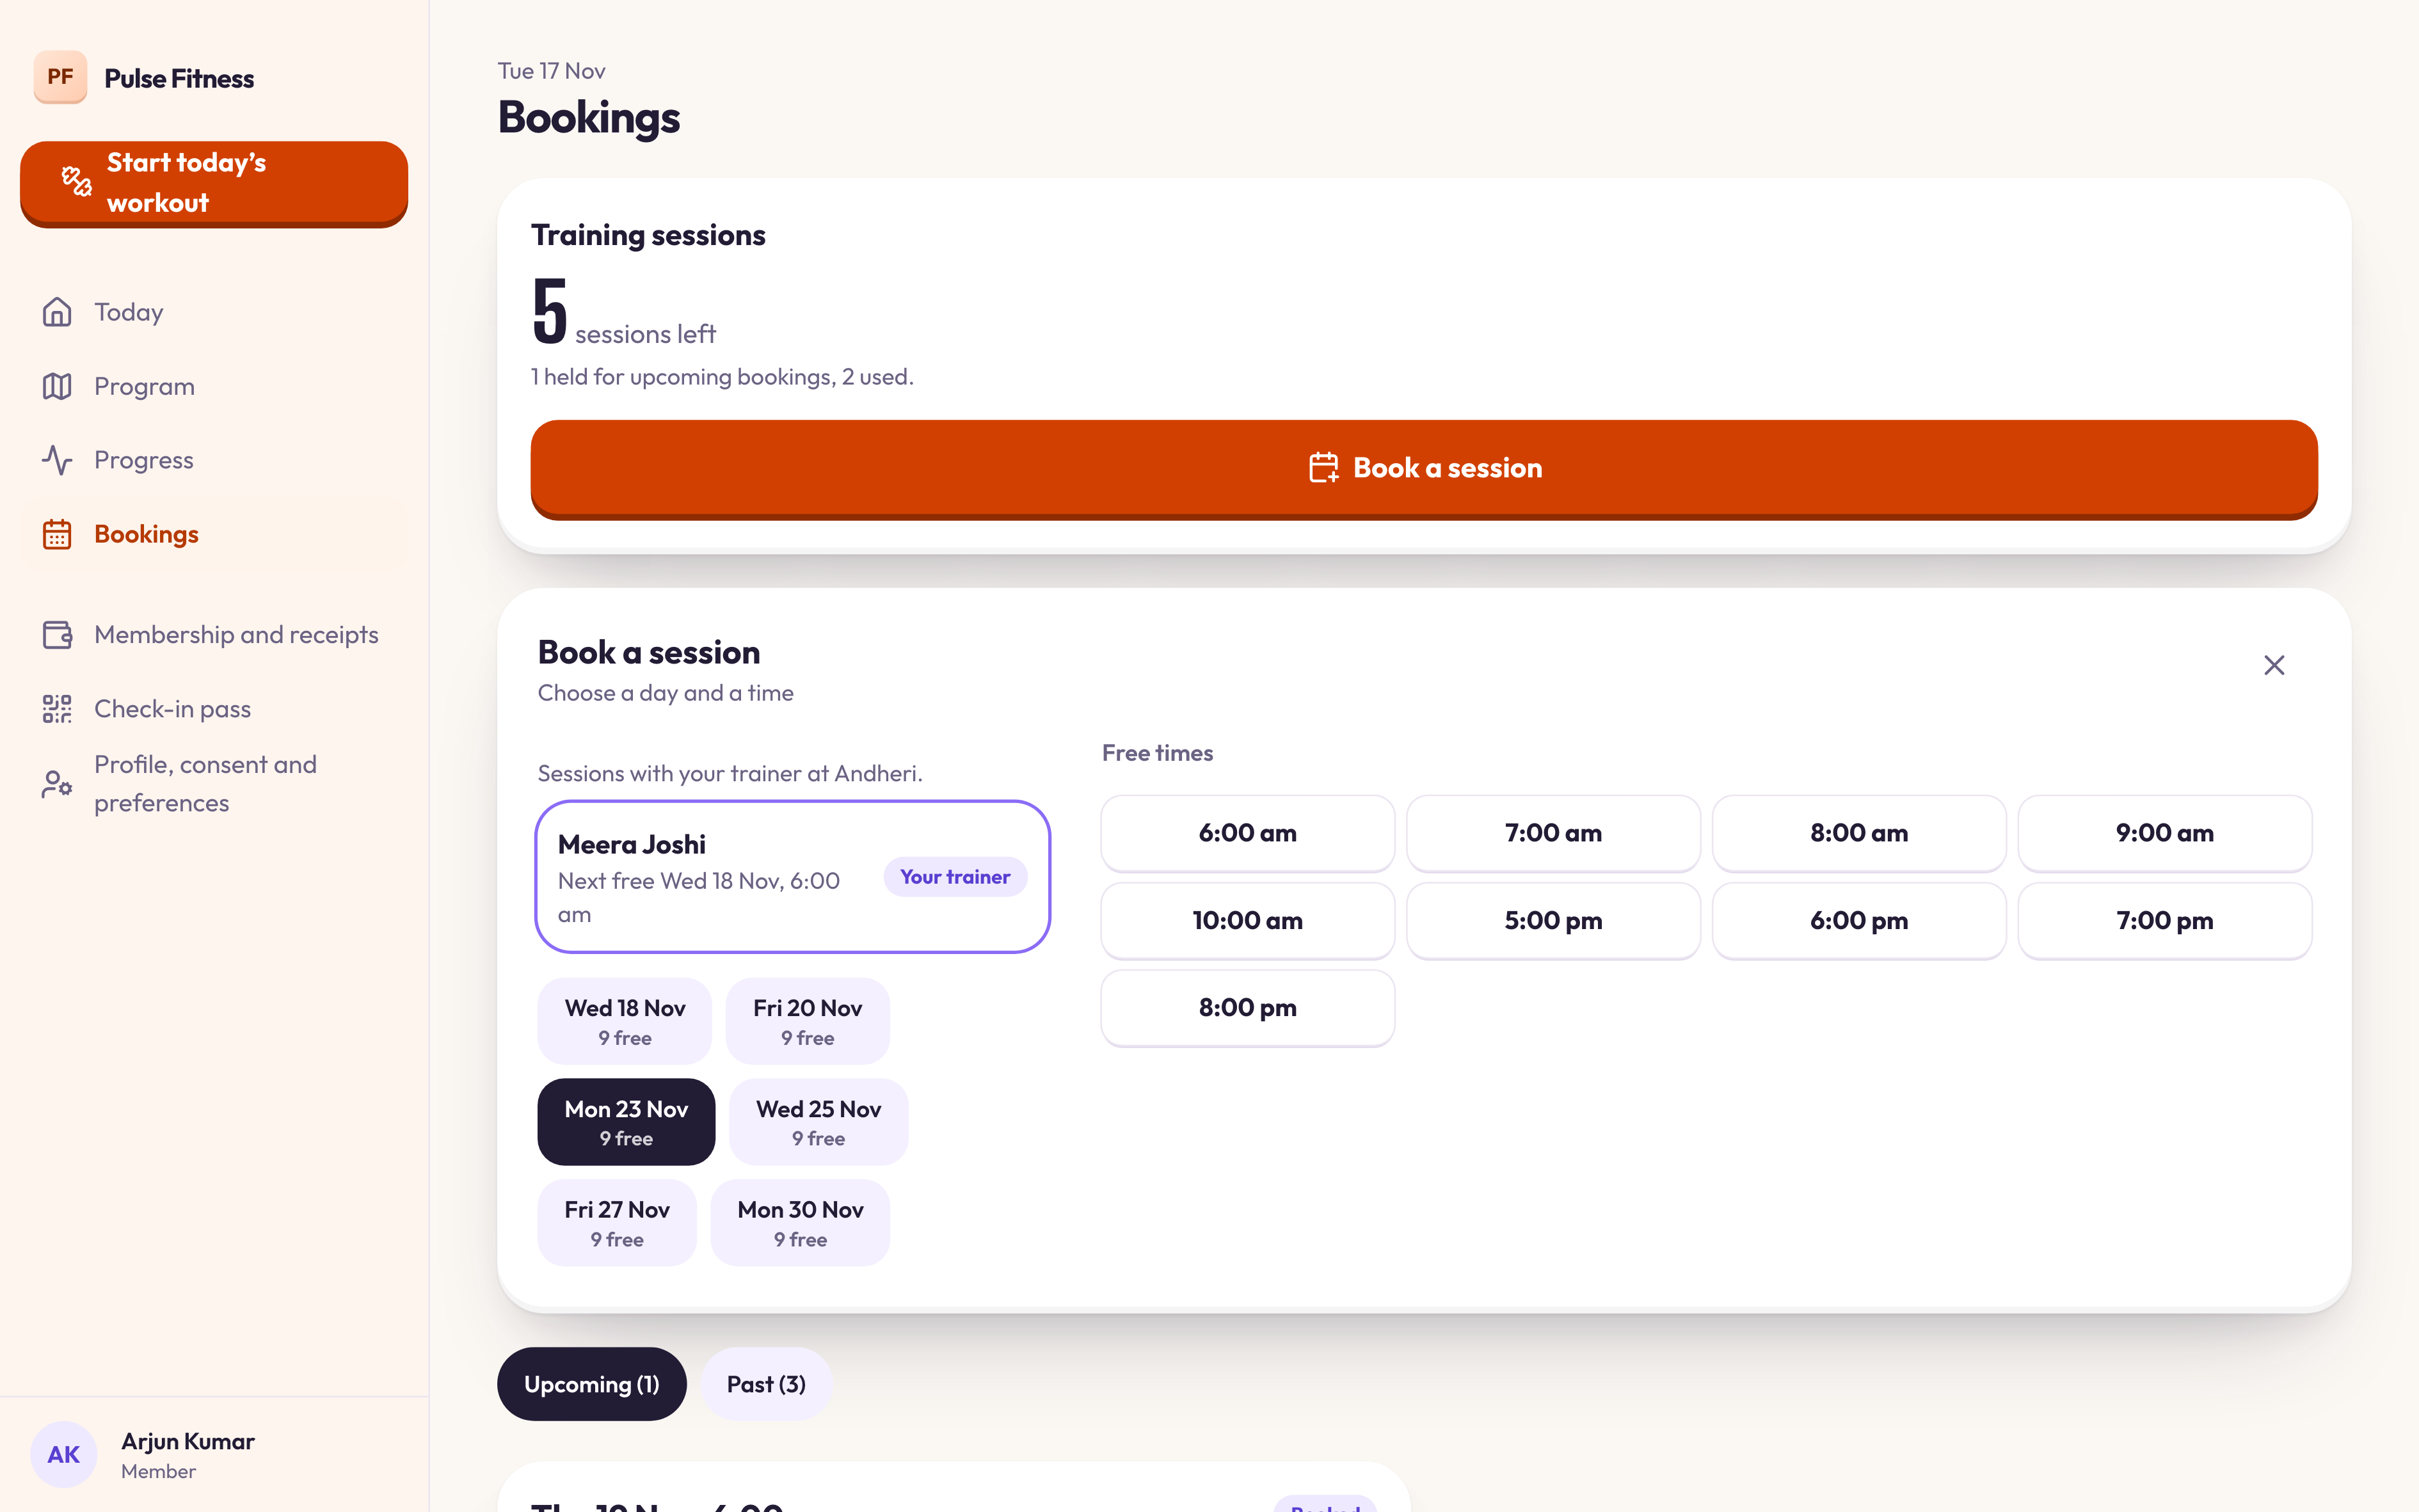 PF
Pulse Fitness
Start today's
workout
Today
Program
Progress
Bookings
Membership and receipts
Check-in pass
Profile, consent and
preferences
AK
Arjun Kumar
Member
Tue 17 Nov
Bookings
Training sessions
5 sessions left
1 held for upcoming bookings, 2 used.
Book a session
Book a session
Choose a day and a time
Sessions with your trainer at Andheri.
Meera Joshi
Next free Wed 18 Nov, 6:00
am
Your trainer
Wed 18 Nov
9 free
Fri 20 Nov
9 free
Mon 23 Nov
9 free
Wed 25 Nov
9 free
Fri 27 Nov
9 free
Mon 30 Nov
9 free
Free times
6:00 am
7:00 am
8:00 am
9:00 am
10:00 am
5:00 pm
6:00 pm
7:00 pm
8:00 pm
Upcoming (1)
Past (3)
Booked